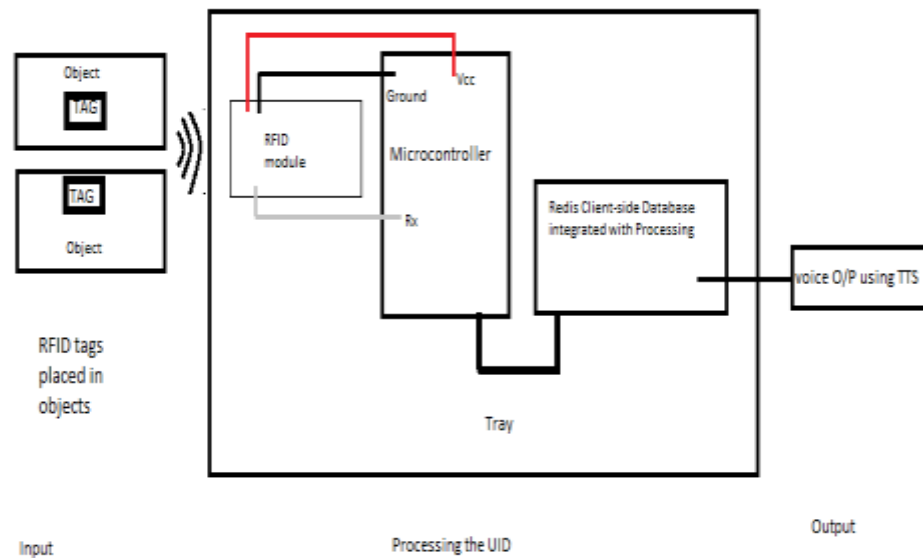 Object
TAG
TAG
Object
RFID tags
placed in
objects
RFID
module
Ground
Vcc
Microcontroller
Rx
Redis Client-side Database
integrated with Processing
Tray
voice O/P using TTS
Input
Processing the UID
Output